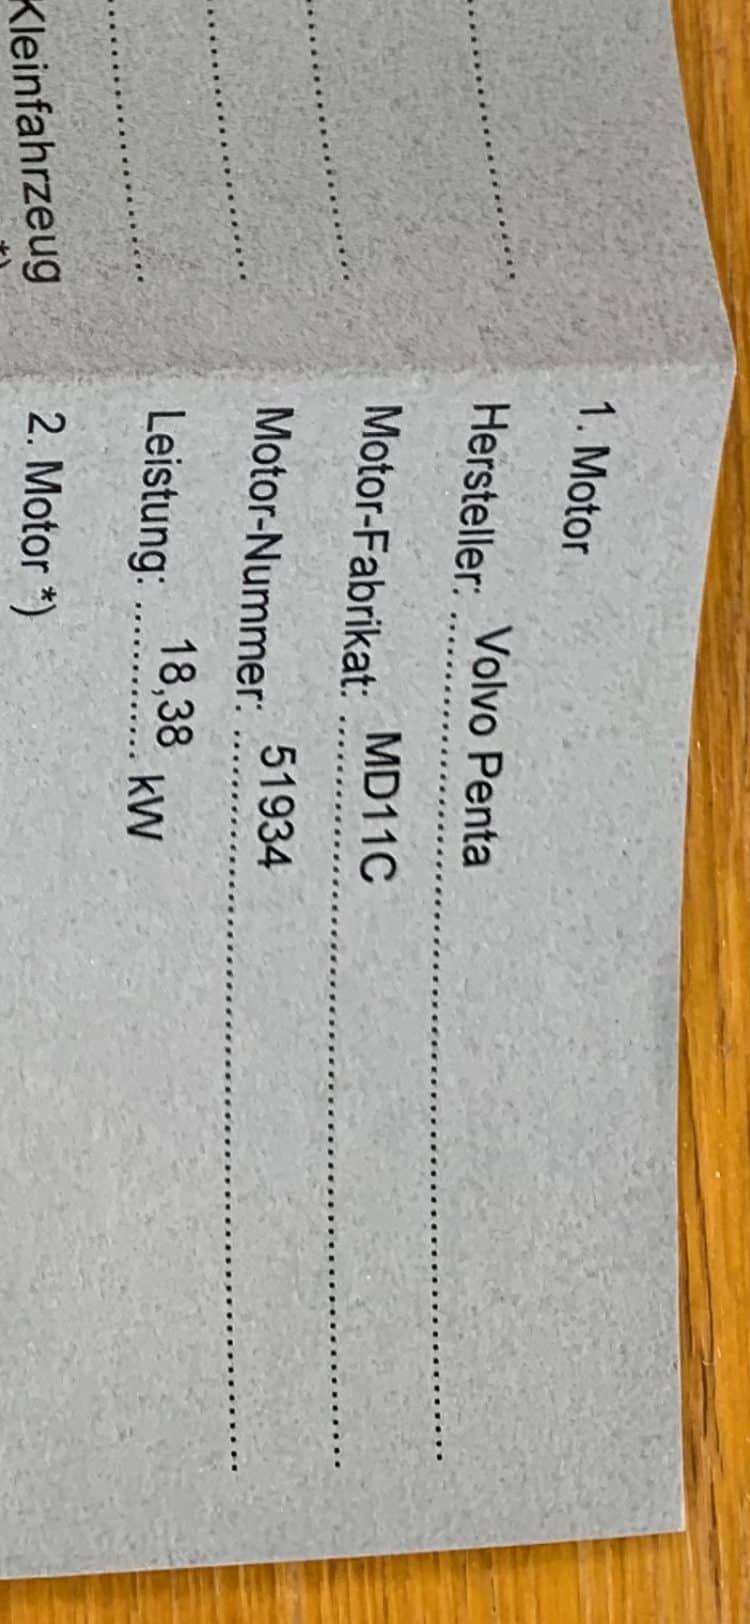 1. Motor
Hersteller: Volvo Penta
Motor-Fabrikat: MD11C
Motor-Nummer: 51934
Leistung: 18,38 kW
Kleinfahrzeug
*)
2. Motor *)